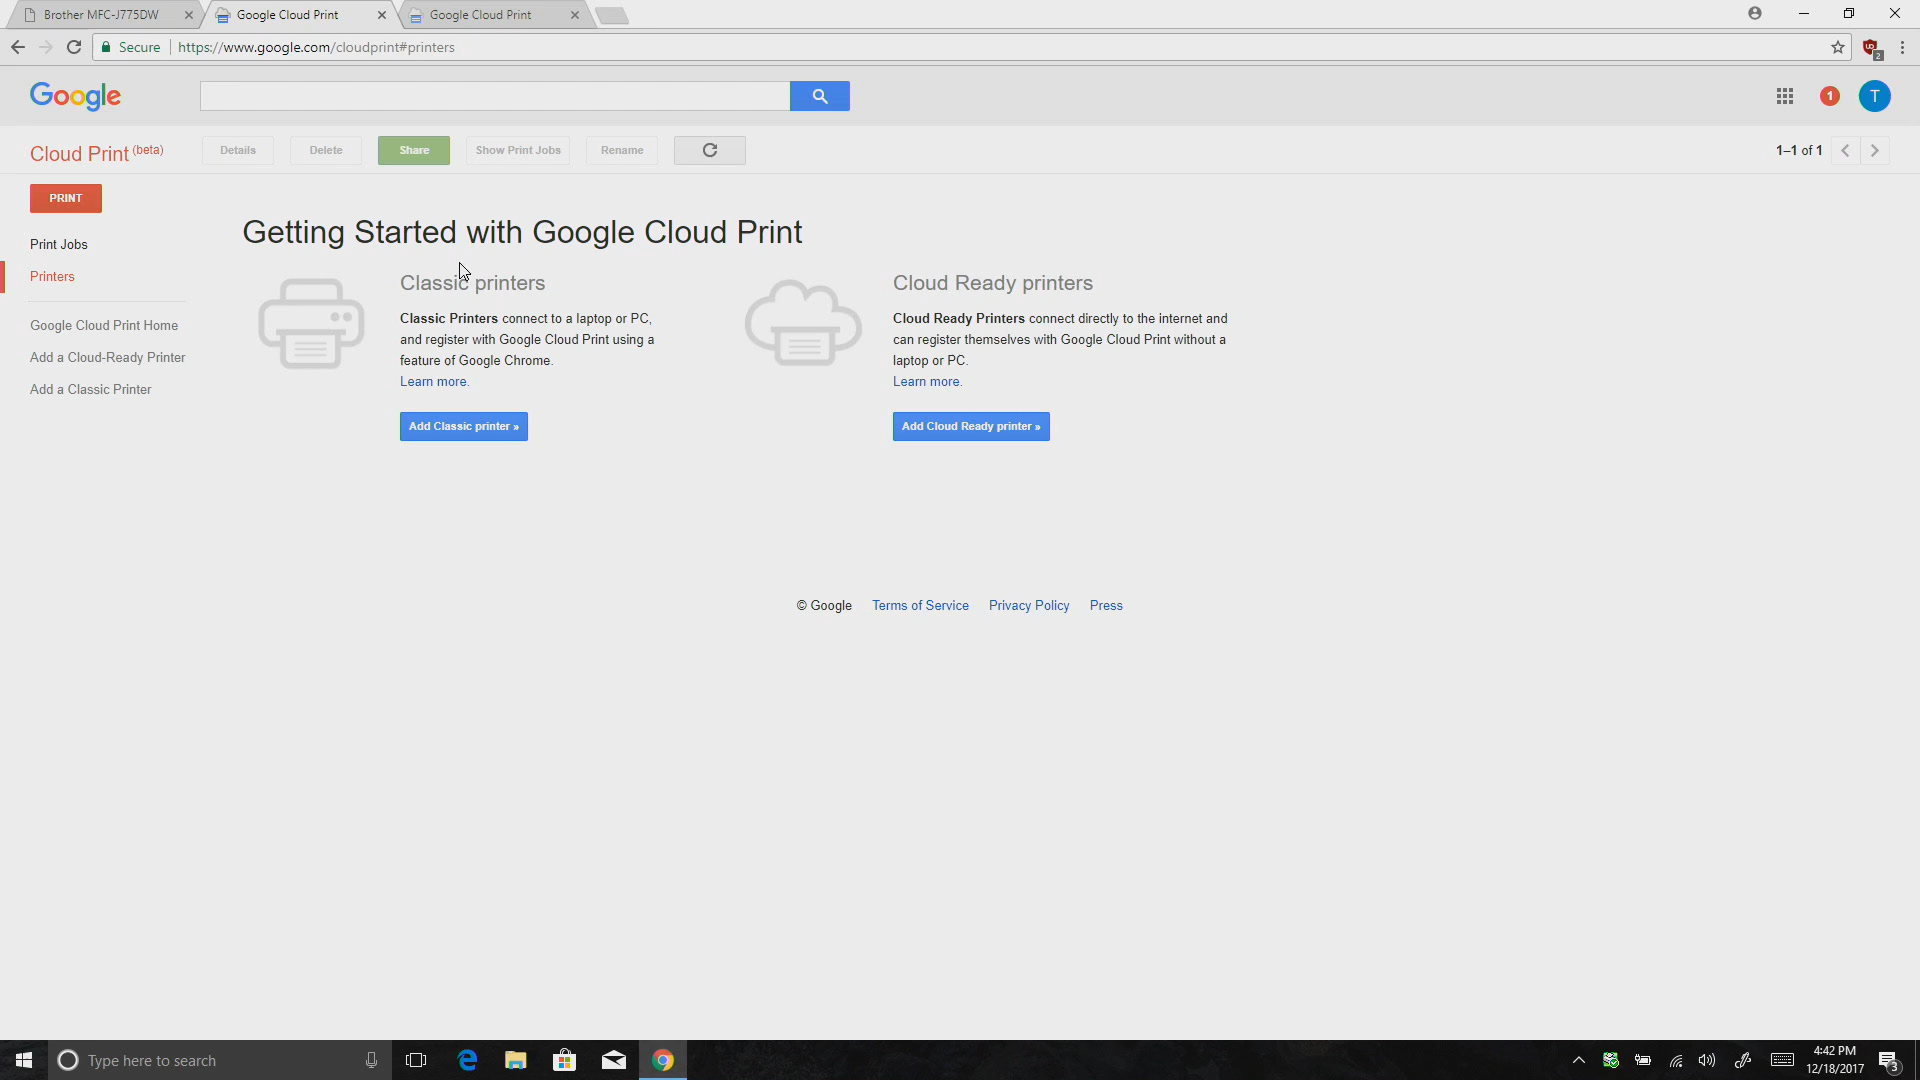 Brother MFC-J775DW
Google Cloud Print
Google Cloud Print
Secure
https://www.google.com/cloudprint#printers
2
Google
1
T
Cloud Print (beta)
Details
Delete
Share
Show Print Jobs
Rename
1–1 of 1
PRINT
Print Jobs
Printers
Google Cloud Print Home
Add a Cloud-Ready Printer
Add a Classic Printer
Getting Started with Google Cloud Print
Classic printers
Classic Printers connect to a laptop or PC,
and register with Google Cloud Print using a
feature of Google Chrome.
Learn more.
Add Classic printer »
Cloud Ready printers
Cloud Ready Printers connect directly to the internet and
can register themselves with Google Cloud Print without a
laptop or PC.
Learn more.
Add Cloud Ready printer »
© Google
Terms of Service
Privacy Policy
Press
Type here to search
4:42 PM
12/18/2017
3